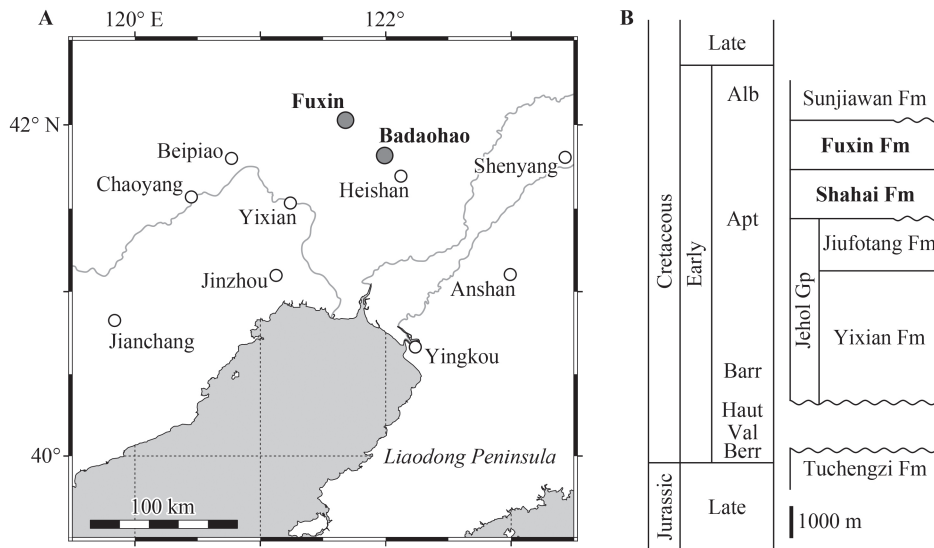 A
120° E
122°
42° N
40°
Fuxin
Badaohao
Beipiao
Shenyang
Chaoyang
Heishan
Yixian
Jinzhou
Anshan
Jianchang
Yingkou
Liaodong Peninsula
100 km
B
Cretaceous
Jurassic
Late
Early
Late
Alb
Apt
Barr
Haut
Val
Berr
Sunjiawan Fm
Fuxin Fm
Shahai Fm
Jehol Gp
Jiufotang Fm
Yixian Fm
Tuchengzi Fm
1000 m